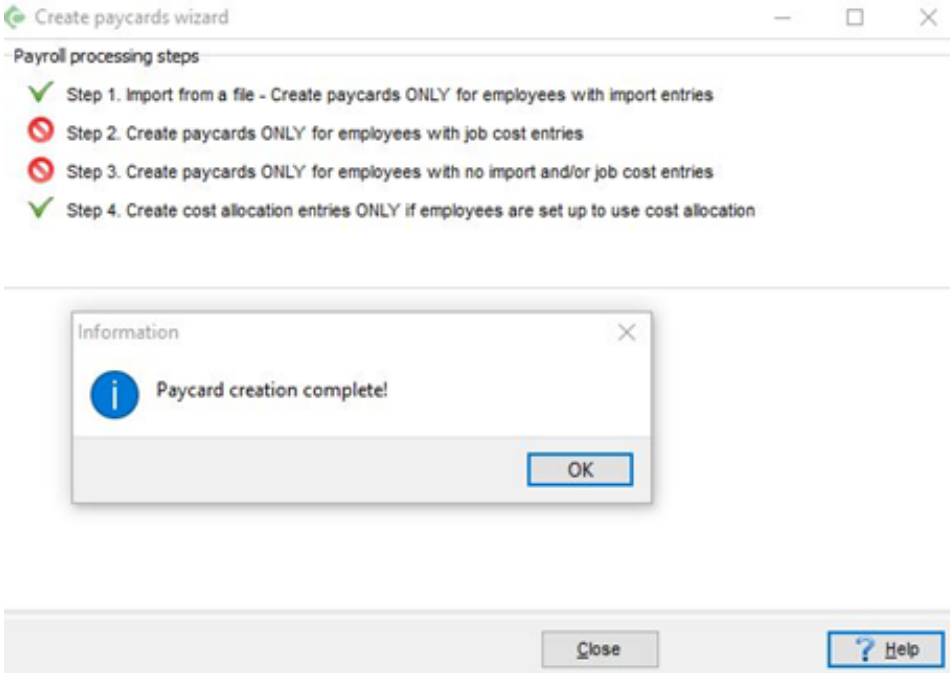 Create paycards wizard
Payroll processing steps
Step 1. Import from a file - Create paycards ONLY for employees with import entries
Step 2. Create paycards ONLY for employees with job cost entries
Step 3. Create paycards ONLY for employees with no import and/or job cost entries
Step 4. Create cost allocation entries ONLY if employees are set up to use cost allocation
Information
Paycard creation complete!
OK
Close
? Help